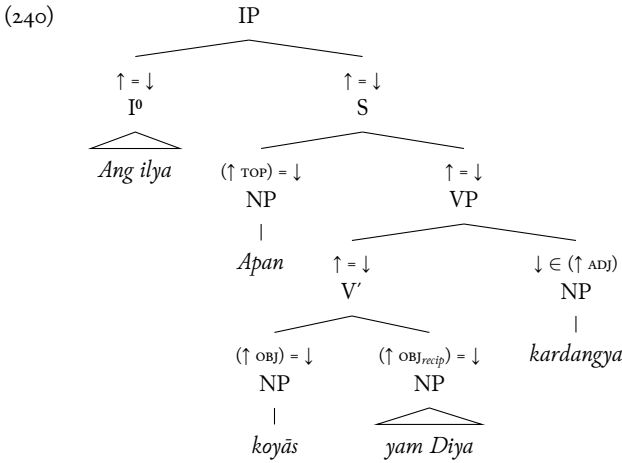 (240) IP
↑ = ↓ ↑ = ↓
I⁰ S
Ang ilya (↑ TOP) = ↓ ↑ = ↓
NP VP
Apan ↑ = ↓ ↓ ∈ (↑ ADJ)
V′ NP
(↑ OBJ) = ↓ (↑ OBJrecip) = ↓ kardangya
NP NP
koyās yam Diya